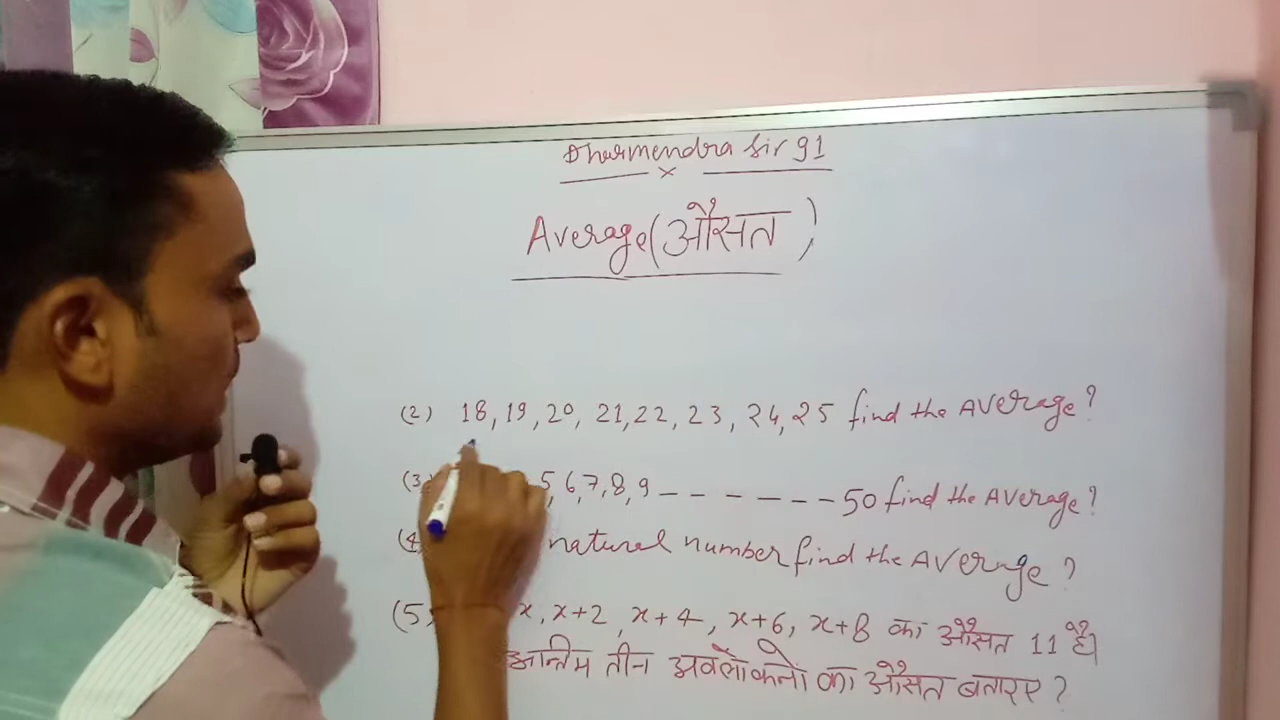 Dharmendra Sir 91
Average (औसत)
(2) 18, 19, 20, 21, 22, 23, 24, 25 find the Average?
(3) 5, 6, 7, 8, 9 ------ 50 find the Average?
(4) natural number find the Average?
(5) x, x+2, x+4, x+6, x+8 का औसत 11 है
अन्तिम तीन अवलोकनो का औसत बताइए?